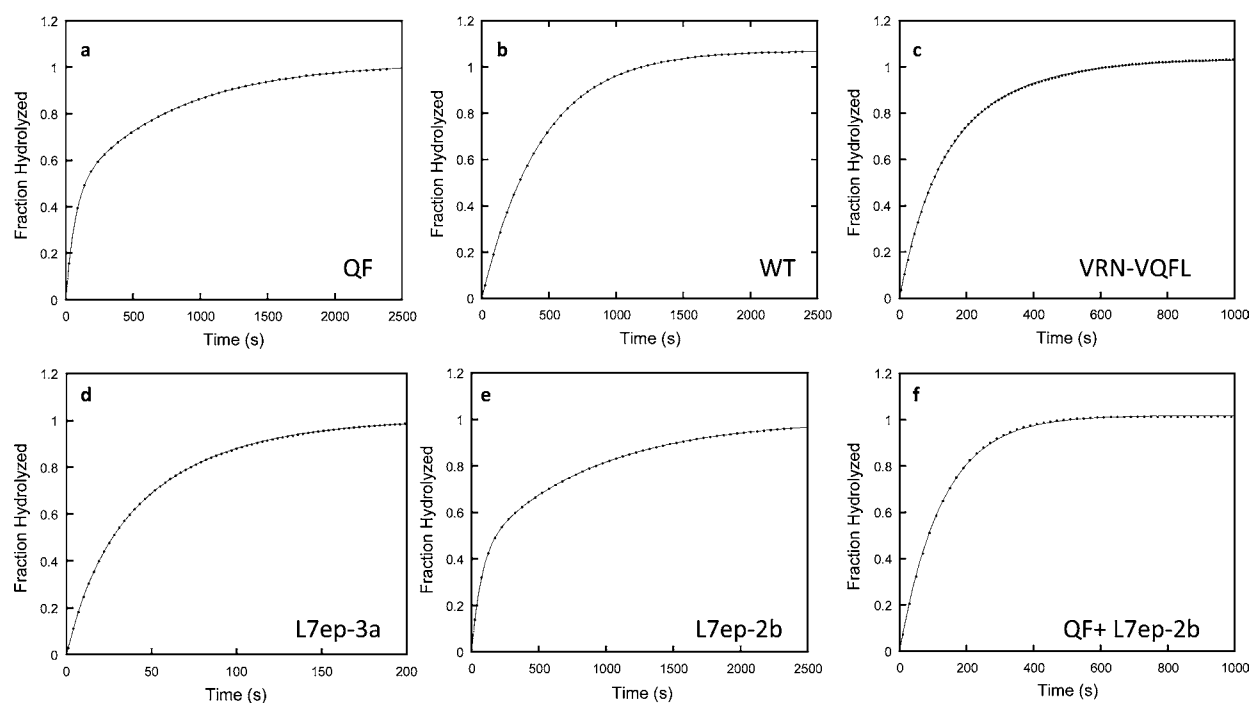 a
1.2
1
0.8
0.6
0.4
0.2
0
Fraction Hydrolyzed
QF
0 500 1000 1500 2000 2500
Time (s)
b
1.2
1
0.8
0.6
0.4
0.2
0
Fraction Hydrolyzed
WT
0 500 1000 1500 2000 2500
Time (s)
c
1.2
1
0.8
0.6
0.4
0.2
0
Fraction Hydrolyzed
VRN-VQFL
0 200 400 600 800 1000
Time (s)
d
1.2
1
0.8
0.6
0.4
0.2
0
Fraction Hydrolyzed
L7ep-3a
0 50 100 150 200
Time (s)
e
1.2
1
0.8
0.6
0.4
0.2
0
Fraction Hydrolyzed
L7ep-2b
0 500 1000 1500 2000 2500
Time (s)
f
1.2
1
0.8
0.6
0.4
0.2
0
Fraction Hydrolyzed
QF+ L7ep-2b
0 200 400 600 800 1000
Time (s)